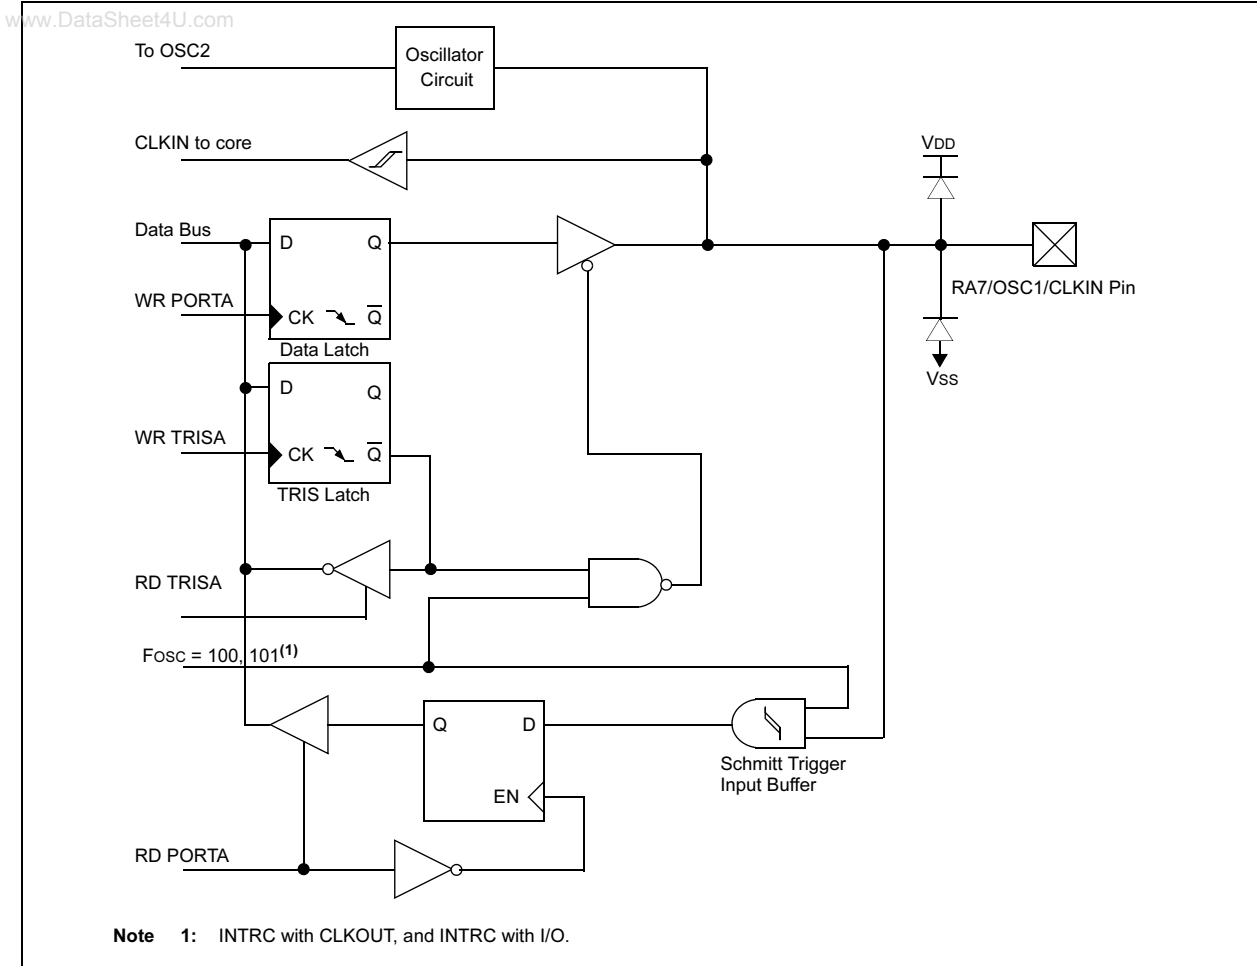 www.DataSheet4U.com
To OSC2
Oscillator
Circuit
CLKIN to core
VDD
Data Bus
D
Q
RA7/OSC1/CLKIN Pin
WR PORTA
CK
Q̅
Data Latch
VSS
D
Q
WR TRISA
CK
Q̅
TRIS Latch
RD TRISA
FOSC = 100, 101(1)
Q
D
Schmitt Trigger
Input Buffer
EN
RD PORTA
Note 1: INTRC with CLKOUT, and INTRC with I/O.